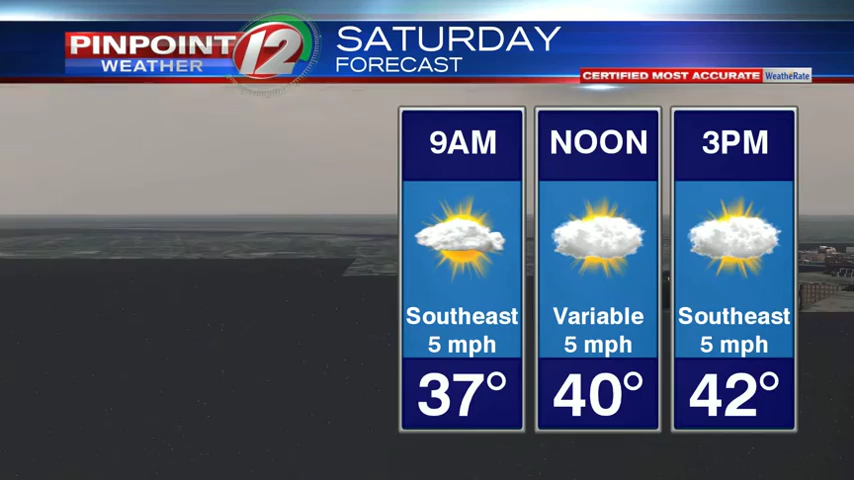 PINPOINT 12
WEATHER
SATURDAY
FORECAST
CERTIFIED MOST ACCURATE WeatheRate
9AM
Southeast
5 mph
37°
NOON
Variable
5 mph
40°
3PM
Southeast
5 mph
42°